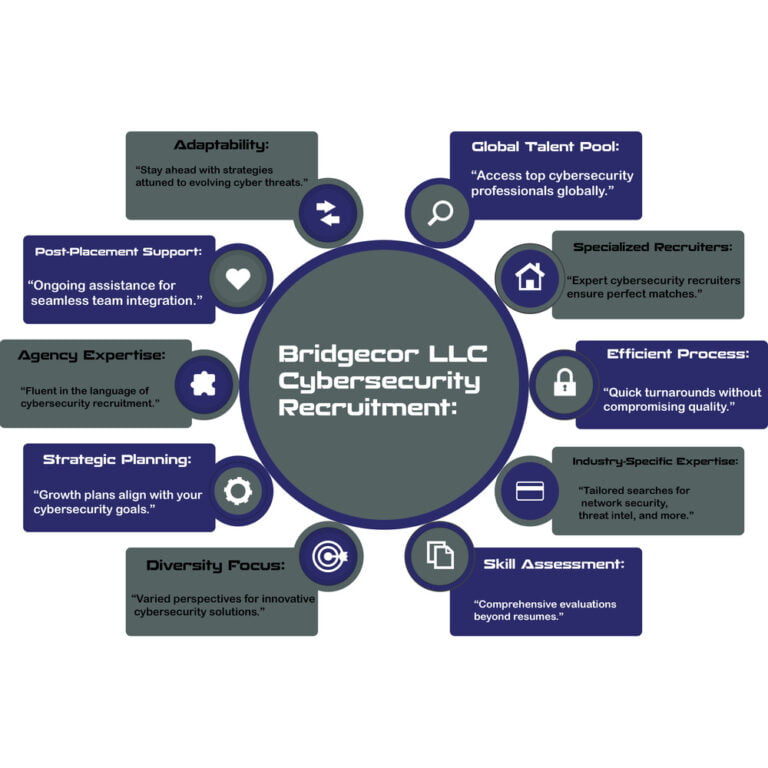 Adaptability:
“Stay ahead with strategies
attuned to evolving cyber threats.”
Global Talent Pool:
“Access top cybersecurity
professionals globally.”
Post-Placement Support:
“Ongoing assistance for
seamless team integration.”
Specialized Recruiters:
“Expert cybersecurity recruiters
ensure perfect matches.”
Agency Expertise:
“Fluent in the language of
cybersecurity recruitment.”
Bridgecor LLC
Cybersecurity
Recruitment:
Efficient Process:
“Quick turnarounds without
compromising quality.”
Strategic Planning:
“Growth plans align with your
cybersecurity goals.”
Industry-Specific Expertise:
“Tailored searches for
network security,
threat intel, and more.”
Diversity Focus:
“Varied perspectives for innovative
cybersecurity solutions.”
Skill Assessment:
“Comprehensive evaluations
beyond resumes.”